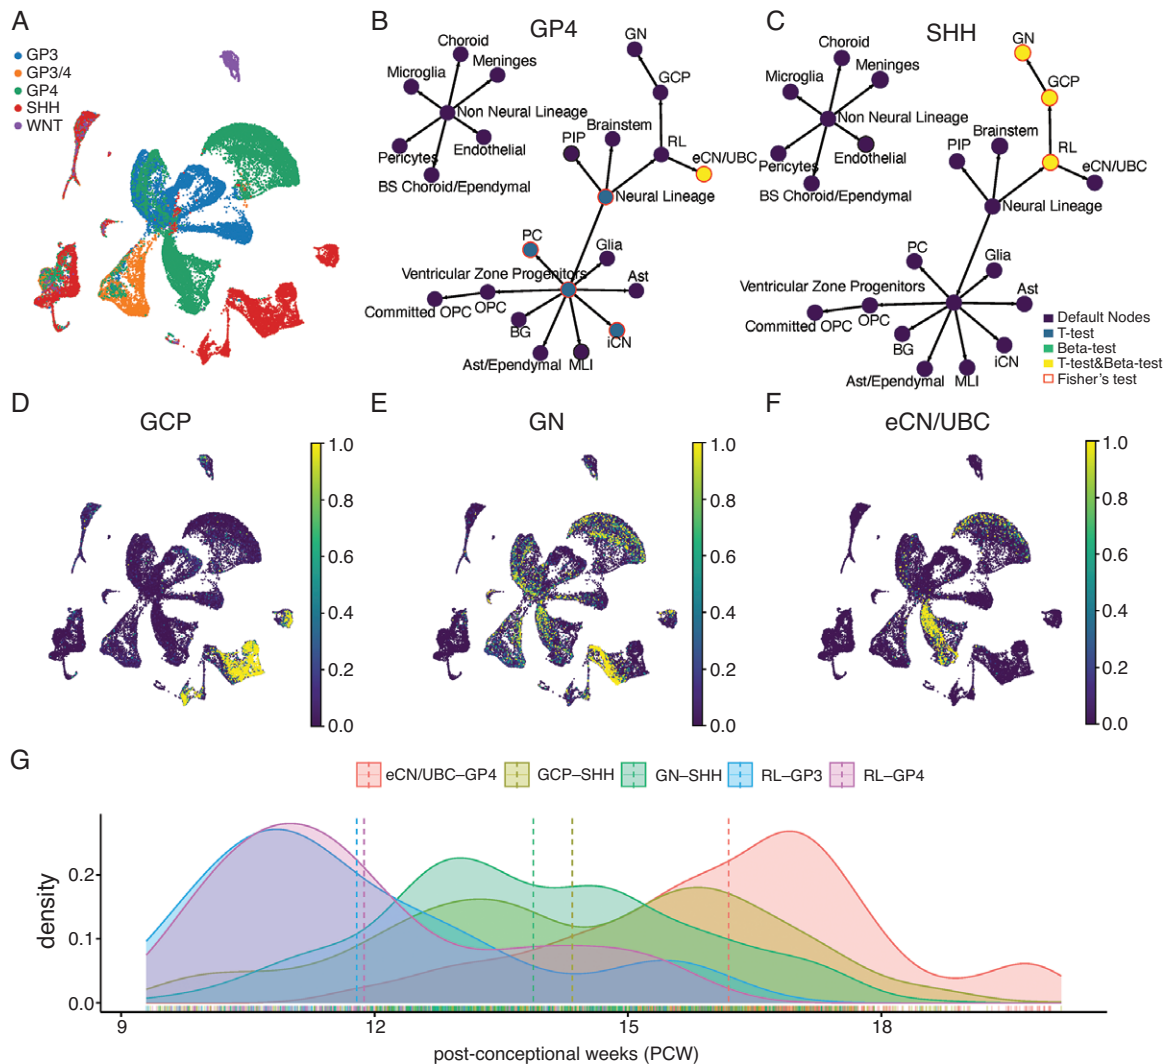 A
GP3
GP3/4
GP4
SHH
WNT
B
GP4
Choroid
Microglia
Meninges
Non Neural Lineage
Pericytes
Endothelial
BS Choroid/Ependymal
GN
GCP
Brainstem
PIP
RL
eCN/UBC
Neural Lineage
PC
Glia
Ventricular Zone Progenitors
Ast
Committed OPC
OPC
BG
iCN
Ast/Ependymal
MLI
C
SHH
Choroid
Microglia
Meninges
Non Neural Lineage
Pericytes
Endothelial
BS Choroid/Ependymal
GN
GCP
Brainstem
PIP
RL
eCN/UBC
Neural Lineage
PC
Glia
Ventricular Zone Progenitors
Ast
Committed OPC
OPC
BG
iCN
Ast/Ependymal
MLI
Default Nodes
T-test
Beta-test
T-test&Beta-test
Fisher's test
D
GCP
1.0
0.8
0.6
0.4
0.2
0.0
E
GN
1.0
0.8
0.6
0.4
0.2
0.0
F
eCN/UBC
1.0
0.8
0.6
0.4
0.2
0.0
G
eCN/UBC–GP4
GCP–SHH
GN–SHH
RL–GP3
RL–GP4
density
0.2
0.1
0.0
9
12
15
18
post-conceptional weeks (PCW)